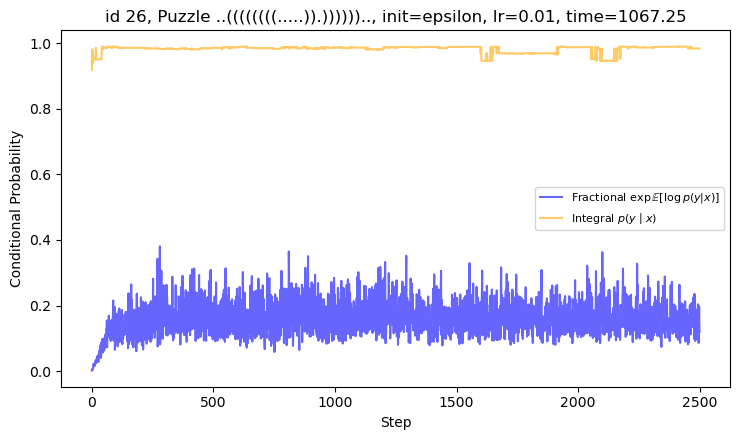 id 26, Puzzle ..((((((((.....)).)))))).., init=epsilon, lr=0.01, time=1067.25
Conditional Probability
1.0
0.8
0.6
0.4
0.2
0.0
Fractional exp𝔼[log p(y|x)]
Integral p(y | x)
0
500
1000
1500
2000
2500
Step